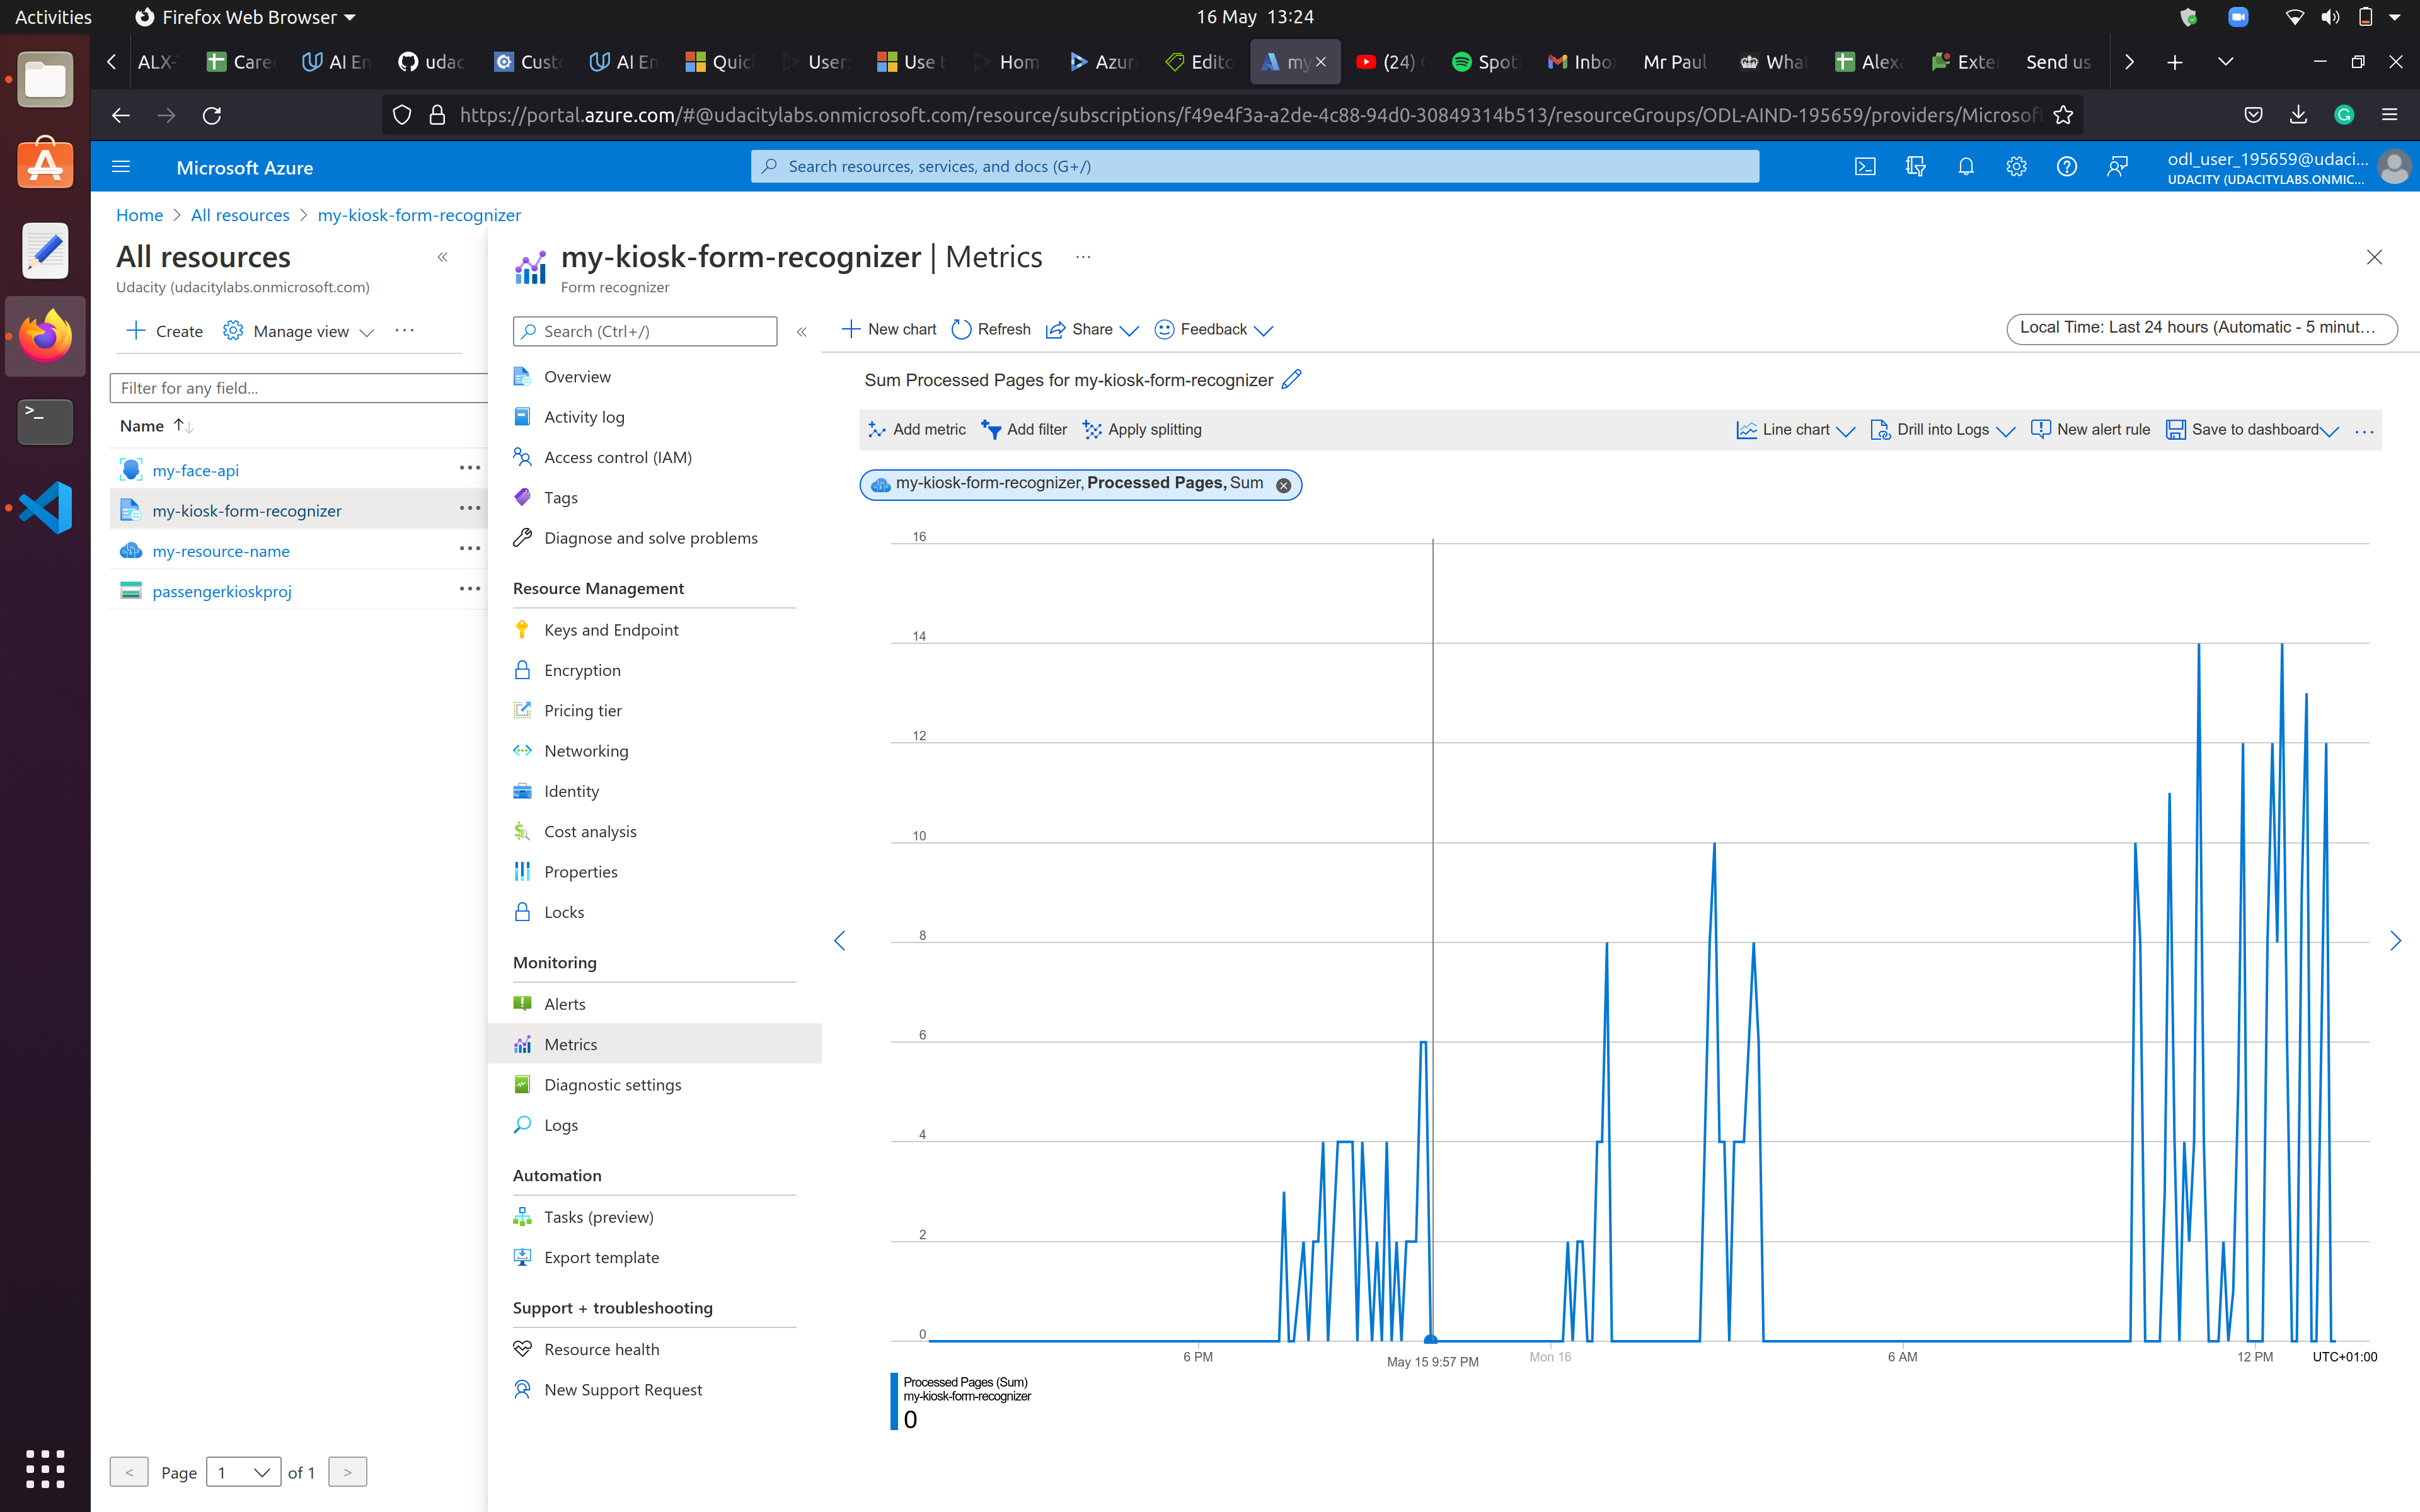 Activities
Firefox Web Browser
16 May 13:24
ALX-
Care
AI En
udac
Custo
AI En
Quic
User
Use t
Hom
Azur
Edito
my
(24)
Spoti
Inbox
Mr Paul
What
Alexa
Exte
Send us
https://portal.azure.com/#@udacitylabs.onmicrosoft.com/resource/subscriptions/f49e4f3a-a2de-4c88-94d0-30849314b513/resourceGroups/ODL-AIND-195659/providers/Microsof
Microsoft Azure
Search resources, services, and docs (G+/)
odl_user_195659@udaci...
UDACITY (UDACITYLABS.ONMIC...
Home > All resources > my-kiosk-form-recognizer
All resources
Udacity (udacitylabs.onmicrosoft.com)
Create
Manage view
Filter for any field...
Name
my-face-api
my-kiosk-form-recognizer
my-resource-name
passengerkioskproj
< Page 1 of 1 >
my-kiosk-form-recognizer | Metrics
Form recognizer
Search (Ctrl+/)
Overview
Activity log
Access control (IAM)
Tags
Diagnose and solve problems
Resource Management
Keys and Endpoint
Encryption
Pricing tier
Networking
Identity
Cost analysis
Properties
Locks
Monitoring
Alerts
Metrics
Diagnostic settings
Logs
Automation
Tasks (preview)
Export template
Support + troubleshooting
Resource health
New Support Request
New chart
Refresh
Share
Feedback
Local Time: Last 24 hours (Automatic - 5 minut...
Sum Processed Pages for my-kiosk-form-recognizer
Add metric
Add filter
Apply splitting
Line chart
Drill into Logs
New alert rule
Save to dashboard
my-kiosk-form-recognizer, Processed Pages, Sum
16
14
12
10
8
6
4
2
0
6 PM
May 15 9:57 PM
Mon 16
6 AM
12 PM
UTC+01:00
Processed Pages (Sum)
my-kiosk-form-recognizer
0